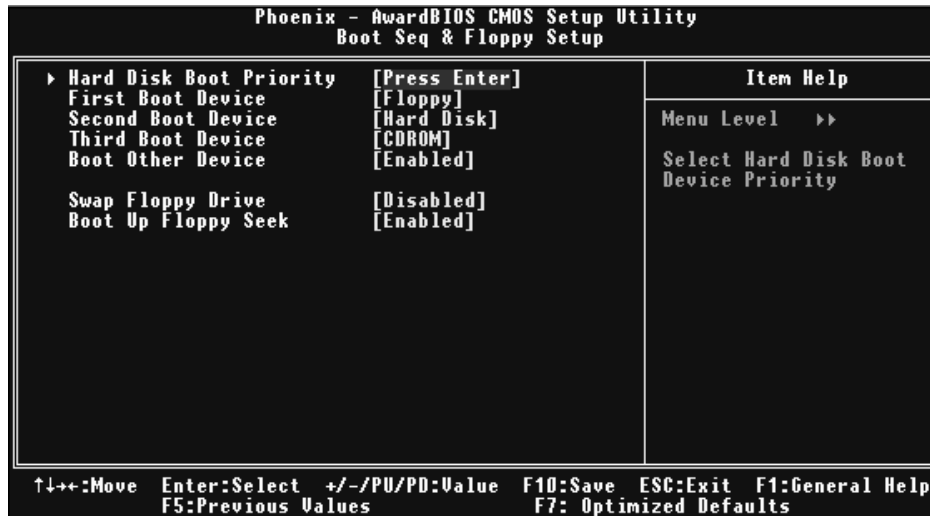 Phoenix - AwardBIOS CMOS Setup Utility
Boot Seq & Floppy Setup
▸ Hard Disk Boot Priority [Press Enter]
First Boot Device [Floppy]
Second Boot Device [Hard Disk]
Third Boot Device [CDROM]
Boot Other Device [Enabled]
Swap Floppy Drive [Disabled]
Boot Up Floppy Seek [Enabled]
Item Help
Menu Level ▸▸
Select Hard Disk Boot
Device Priority
↑↓→←:Move Enter:Select +/-/PU/PD:Value F10:Save ESC:Exit F1:General Help
F5:Previous Values F7: Optimized Defaults